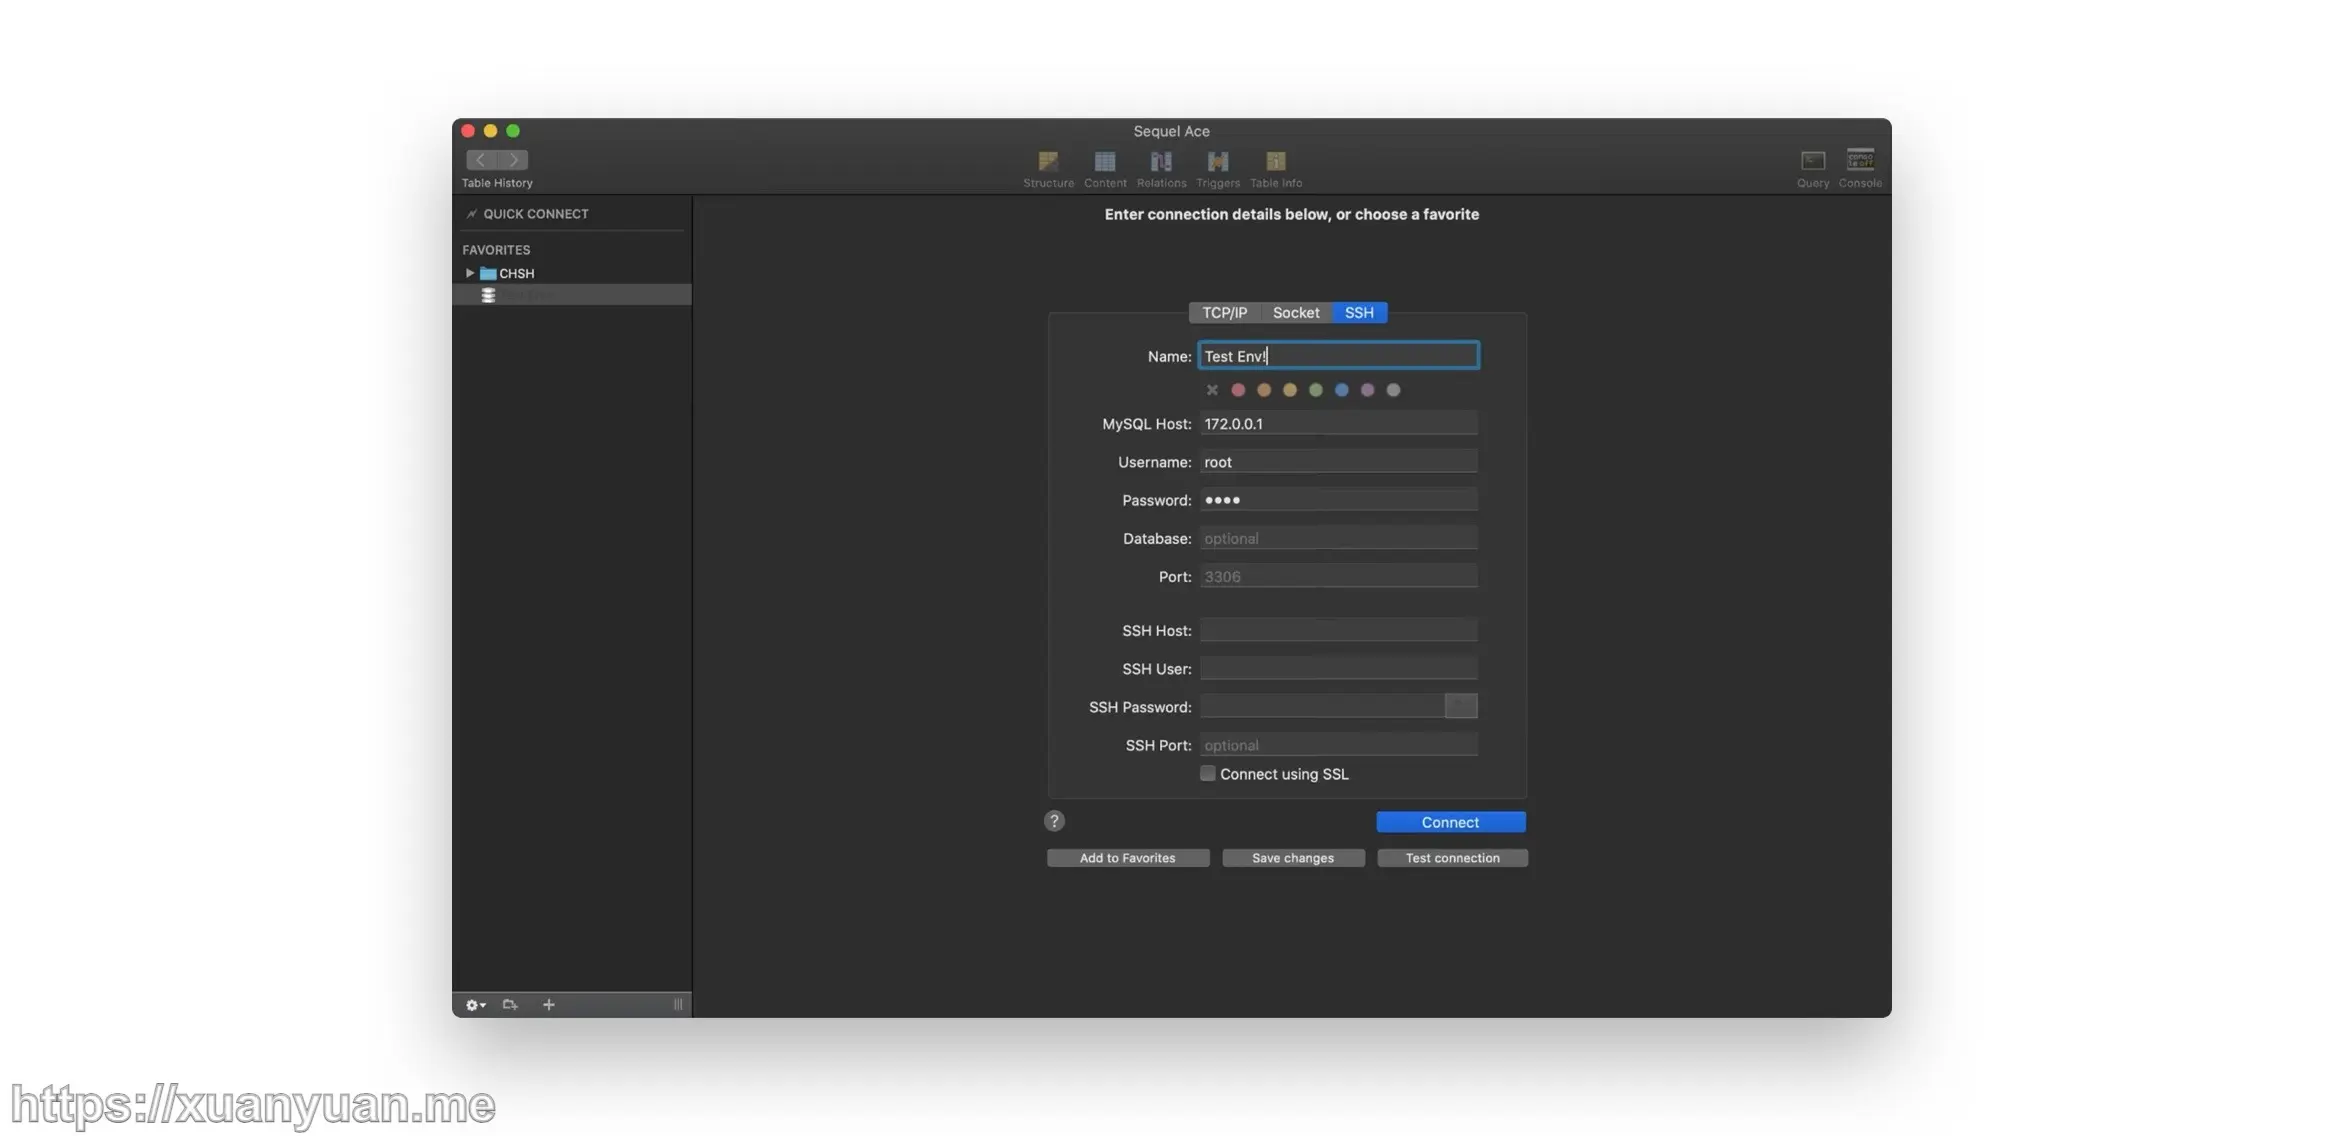 Sequel Ace
Table History
Structure Content Relations Triggers Table Info
Query Console
QUICK CONNECT
FAVORITES
CHSH
Enter connection details below, or choose a favorite
TCP/IP Socket SSH
Name: Test Env!
MySQL Host: 172.0.0.1
Username: root
Password: ••••
Database: optional
Port: 3306
SSH Host:
SSH User:
SSH Password:
SSH Port: optional
Connect using SSL
?
Connect
Add to Favorites Save changes Test connection
https://xuanyuan.me